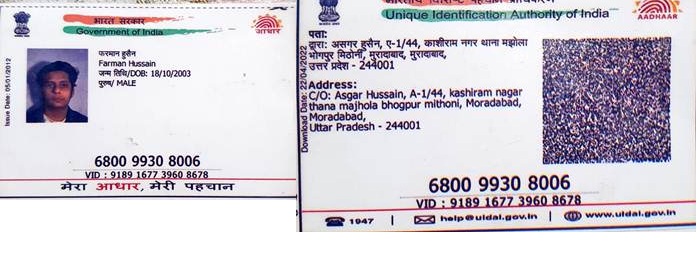 भारत सरकार
Government of India
आधार
Issue Date: 05/01/2012
फरमान हुसैन
Farman Hussain
जन्म तिथि/DOB: 18/10/2003
पुरुष/ MALE
6800 9930 8006
VID : 9189 1677 3960 8678
मेरा आधार, मेरी पहचान
Unique Identification Authority of India
AADHAAR
Download Date: 22/04/2022
पता:
द्वारा: असगर हुसैन, ए-1/44, काशीराम नगर थाना मझोला
भोगपुर मिठोनी, मुरादाबाद, मुरादाबाद,
उत्तर प्रदेश - 244001
Address:
C/O: Asgar Hussain, A-1/44, kashiram nagar
thana majhola bhogpur mithoni, Moradabad,
Moradabad,
Uttar Pradesh - 244001
6800 9930 8006
VID : 9189 1677 3960 8678
1947 | help@uidai.gov.in | www.uidai.gov.in